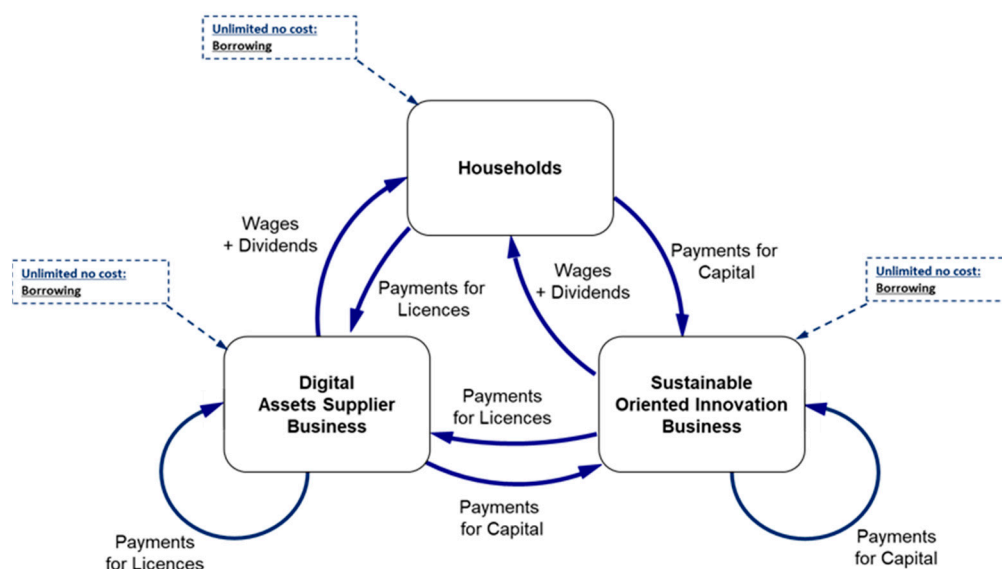 Unlimited no cost:
Borrowing
Households
Wages
+ Dividends
Payments for
Capital
Unlimited no cost:
Borrowing
Payments for
Licences
Wages
+ Dividends
Unlimited no cost:
Borrowing
Digital
Assets Supplier
Business
Payments
for Licences
Sustainable
Oriented Innovation
Business
Payments
for Capital
Payments
for Licences
Payments
for Capital